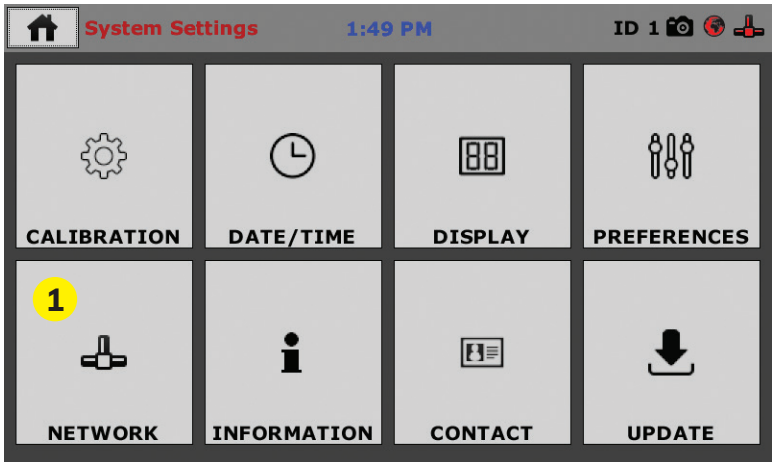 System Settings 1:49 PM ID 1
CALIBRATION DATE/TIME DISPLAY PREFERENCES
1
NETWORK INFORMATION CONTACT UPDATE